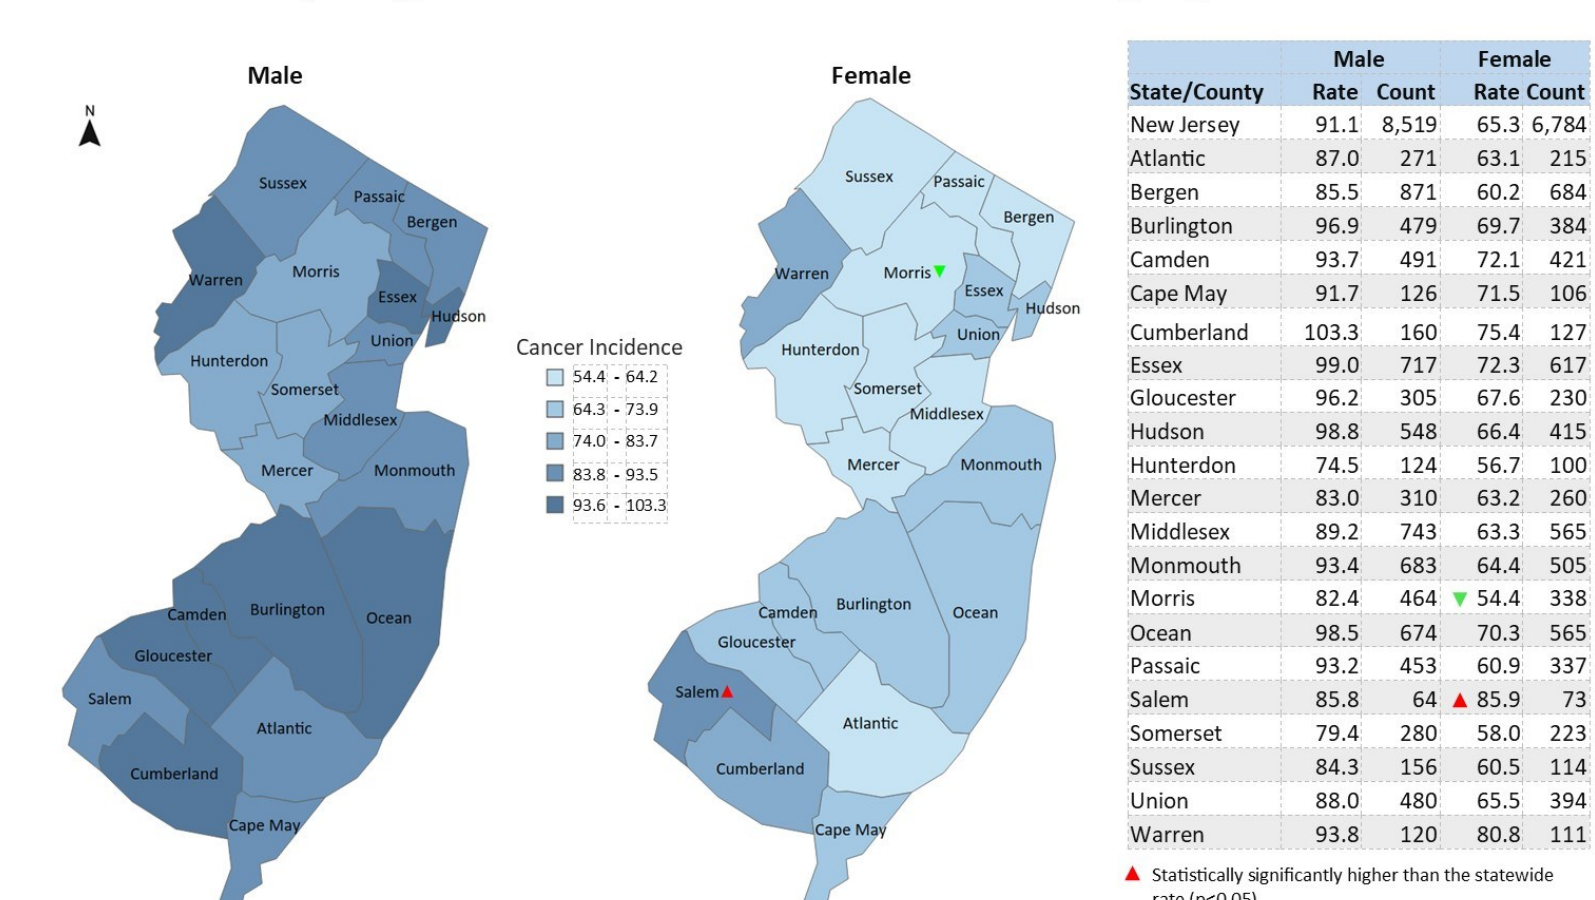 Male
Female
N
Sussex
Passaic
Bergen
Warren
Morris
Essex
Hudson
Union
Hunterdon
Somerset
Middlesex
Mercer
Monmouth
Burlington
Camden
Ocean
Gloucester
Salem
Atlantic
Cumberland
Cape May
Cancer Incidence
54.4 - 64.2
64.3 - 73.9
74.0 - 83.7
83.8 - 93.5
93.6 - 103.3
Sussex
Passaic
Bergen
Warren
Morris ▼
Essex
Hudson
Union
Hunterdon
Somerset
Middlesex
Mercer
Monmouth
Burlington
Camden
Ocean
Gloucester
Salem ▲
Atlantic
Cumberland
Cape May
Male Female
State/County Rate Count Rate Count
New Jersey 91.1 8,519 65.3 6,784
Atlantic 87.0 271 63.1 215
Bergen 85.5 871 60.2 684
Burlington 96.9 479 69.7 384
Camden 93.7 491 72.1 421
Cape May 91.7 126 71.5 106
Cumberland 103.3 160 75.4 127
Essex 99.0 717 72.3 617
Gloucester 96.2 305 67.6 230
Hudson 98.8 548 66.4 415
Hunterdon 74.5 124 56.7 100
Mercer 83.0 310 63.2 260
Middlesex 89.2 743 63.3 565
Monmouth 93.4 683 64.4 505
Morris 82.4 464 ▼ 54.4 338
Ocean 98.5 674 70.3 565
Passaic 93.2 453 60.9 337
Salem 85.8 64 ▲ 85.9 73
Somerset 79.4 280 58.0 223
Sussex 84.3 156 60.5 114
Union 88.0 480 65.5 394
Warren 93.8 120 80.8 111
▲ Statistically significantly higher than the statewide
rate (p<0.05)